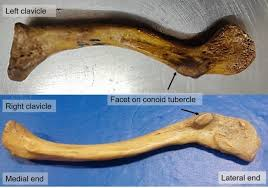 Left clavicle
Facet on conoid tubercle
Right clavicle
Medial end
Lateral end